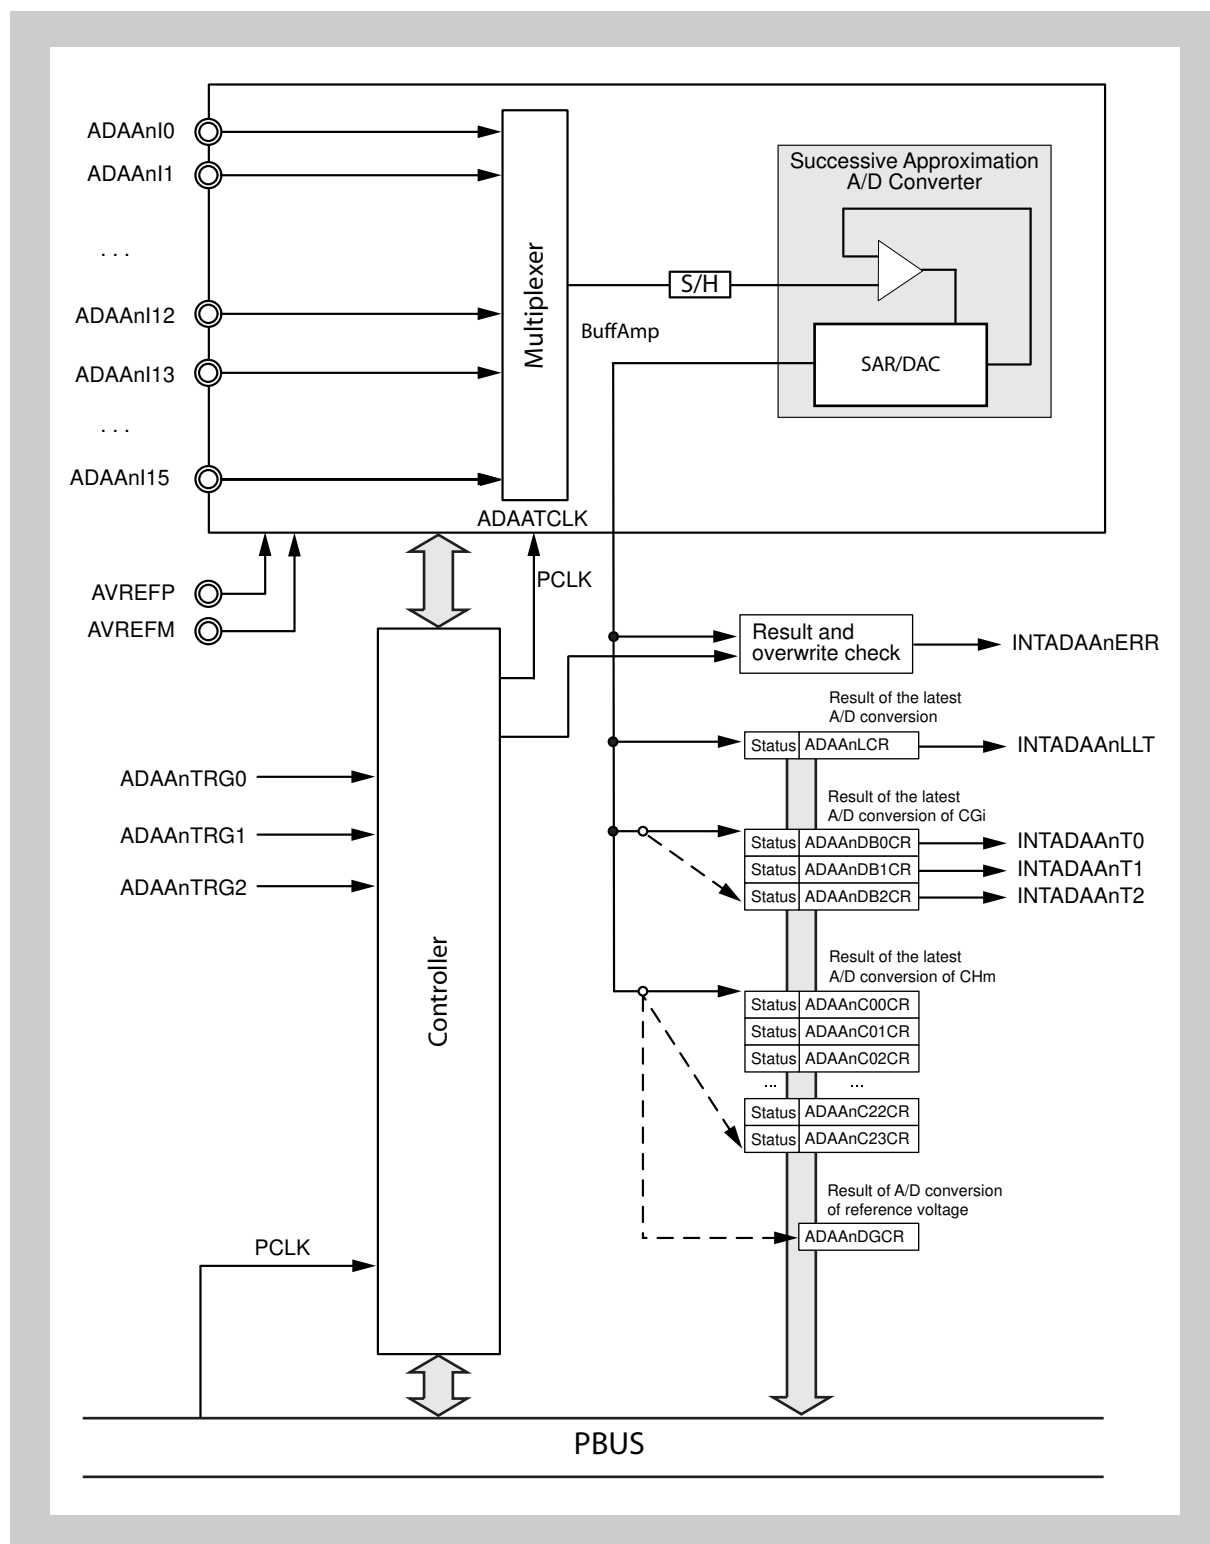 ADAAnI0
ADAAnI1
. . .
ADAAnI12
ADAAnI13
. . .
ADAAnI15
Multiplexer
S/H
BuffAmp
Successive Approximation
A/D Converter
SAR/DAC
ADAATCLK
PCLK
AVREFP
AVREFM
Result and
overwrite check
INTADAAnERR
Result of the latest
A/D conversion
Status ADAAnLCR
INTADAAnLLT
ADAAnTRG0
ADAAnTRG1
ADAAnTRG2
Controller
Result of the latest
A/D conversion of CGi
Status ADAAnDB0CR
INTADAAnT0
Status ADAAnDB1CR
INTADAAnT1
Status ADAAnDB2CR
INTADAAnT2
Result of the latest
A/D conversion of CHm
Status ADAAnC00CR
Status ADAAnC01CR
Status ADAAnC02CR
... ...
Status ADAAnC22CR
Status ADAAnC23CR
Result of A/D conversion
of reference voltage
ADAAnDGCR
PCLK
PBUS